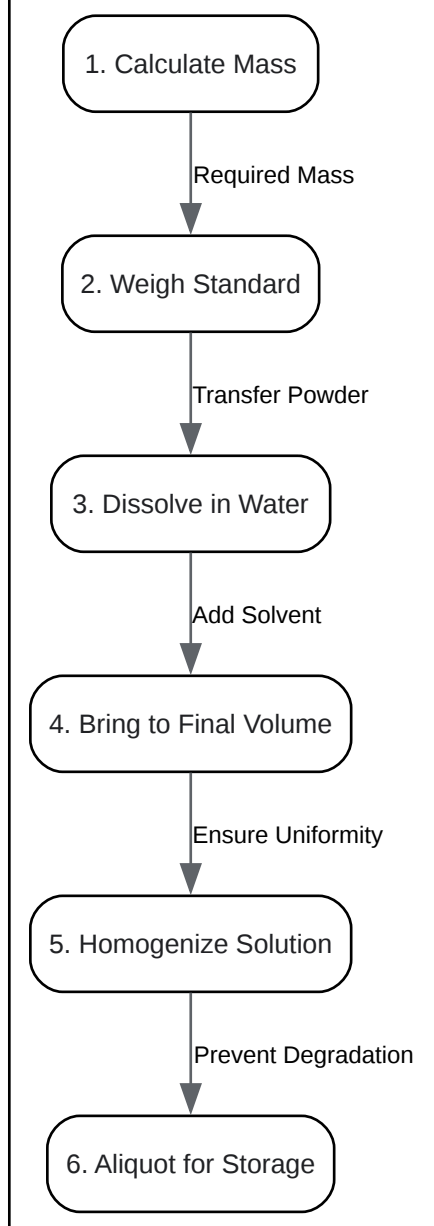 1. Calculate Mass
Required Mass
2. Weigh Standard
Transfer Powder
3. Dissolve in Water
Add Solvent
4. Bring to Final Volume
Ensure Uniformity
5. Homogenize Solution
Prevent Degradation
6. Aliquot for Storage